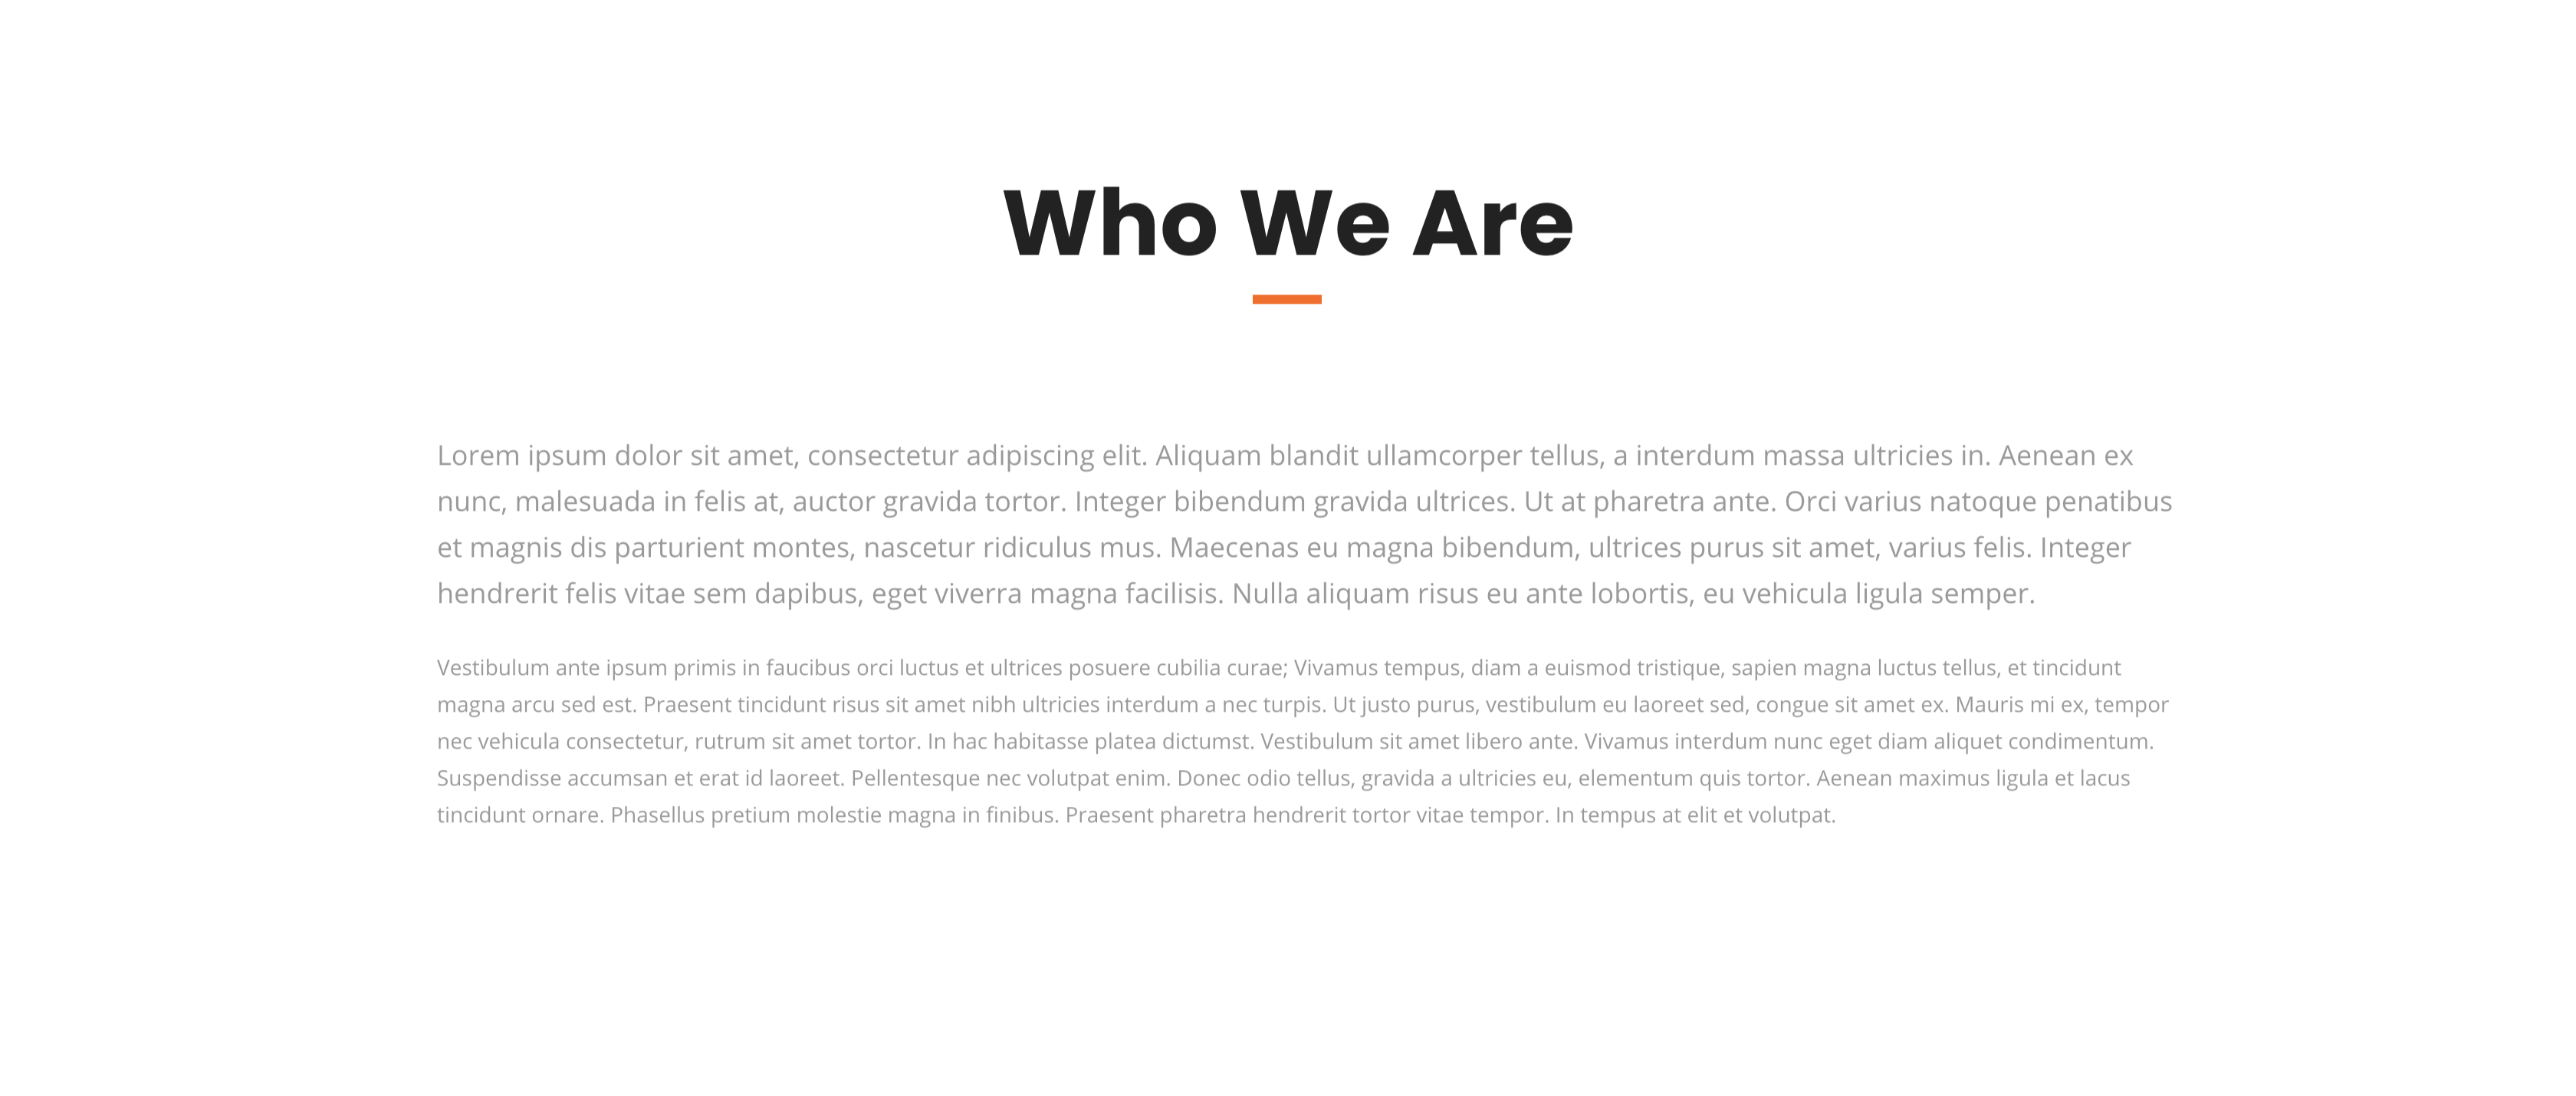 Who We Are
Lorem ipsum dolor sit amet, consectetur adipiscing elit. Aliquam blandit ullamcorper tellus, a interdum massa ultricies in. Aenean ex
nunc, malesuada in felis at, auctor gravida tortor. Integer bibendum gravida ultrices. Ut at pharetra ante. Orci varius natoque penatibus
et magnis dis parturient montes, nascetur ridiculus mus. Maecenas eu magna bibendum, ultrices purus sit amet, varius felis. Integer
hendrerit felis vitae sem dapibus, eget viverra magna facilisis. Nulla aliquam risus eu ante lobortis, eu vehicula ligula semper.
Vestibulum ante ipsum primis in faucibus orci luctus et ultrices posuere cubilia curae; Vivamus tempus, diam a euismod tristique, sapien magna luctus tellus, et tincidunt
magna arcu sed est. Praesent tincidunt risus sit amet nibh ultricies interdum a nec turpis. Ut justo purus, vestibulum eu laoreet sed, congue sit amet ex. Mauris mi ex, tempor
nec vehicula consectetur, rutrum sit amet tortor. In hac habitasse platea dictumst. Vestibulum sit amet libero ante. Vivamus interdum nunc eget diam aliquet condimentum.
Suspendisse accumsan et erat id laoreet. Pellentesque nec volutpat enim. Donec odio tellus, gravida a ultricies eu, elementum quis tortor. Aenean maximus ligula et lacus
tincidunt ornare. Phasellus pretium molestie magna in finibus. Praesent pharetra hendrerit tortor vitae tempor. In tempus at elit et volutpat.